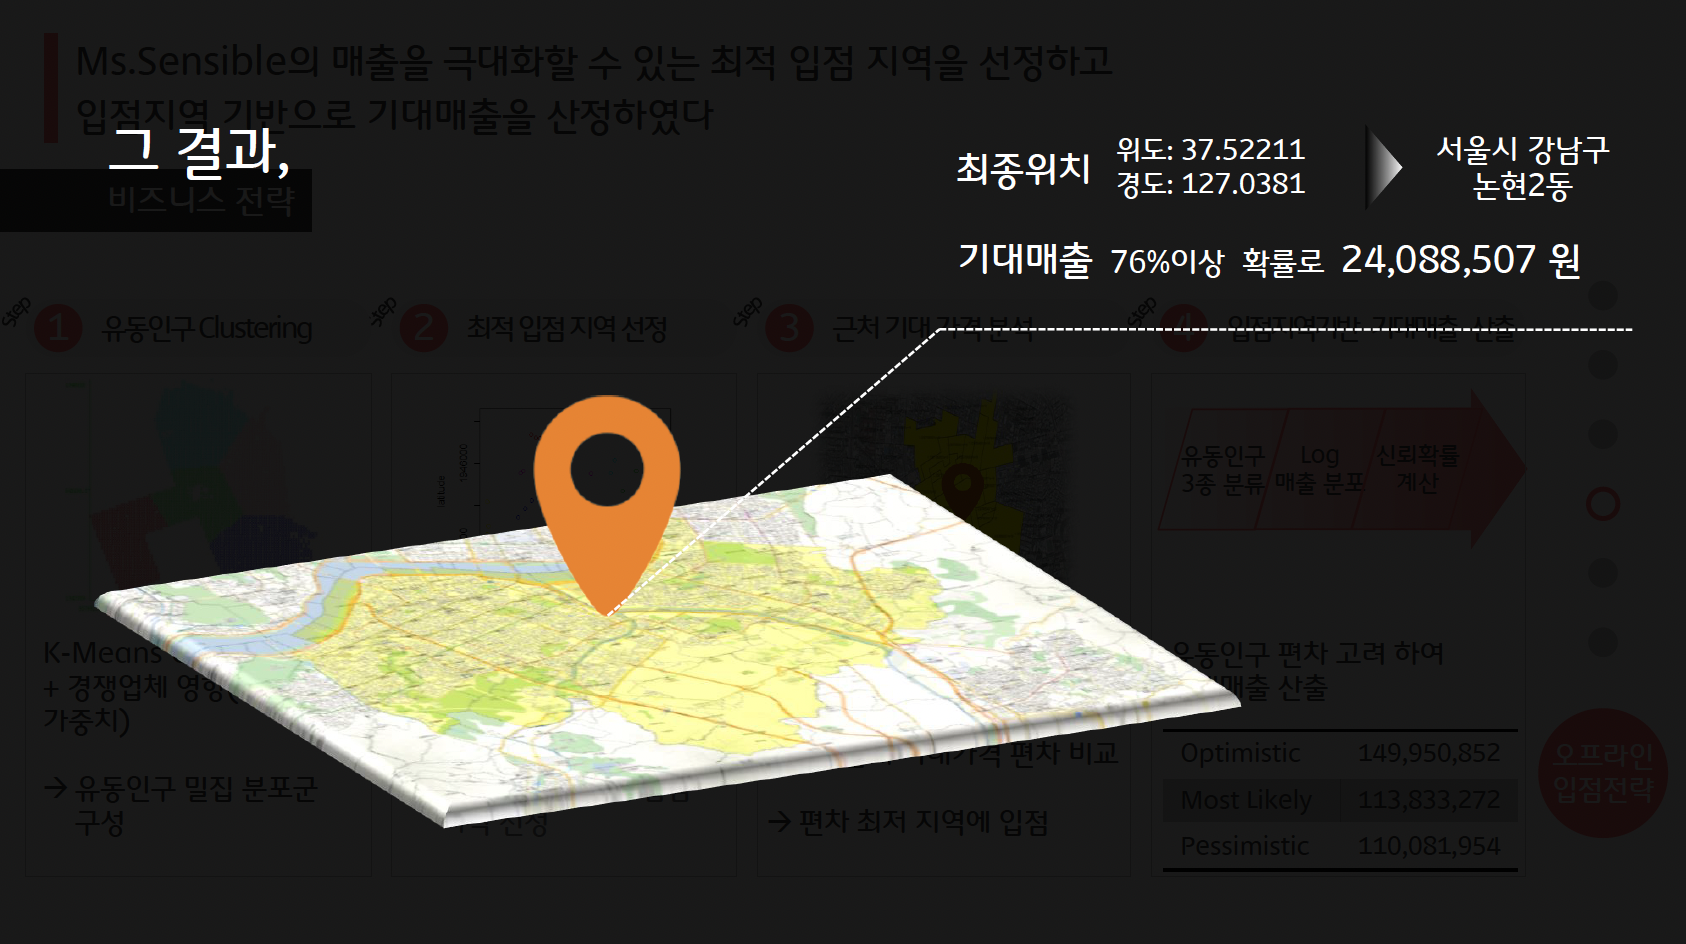 Ms.Sensible의 매출을 극대화할 수 있는 최적 입점 지역을 선정하고
입점지역 기반으로 기대매출을 산정하였다
그 결과,
비즈니스 전략
최종위치
위도: 37.52211
경도: 127.0381
서울시 강남구
논현2동
기대매출 76%이상 확률로 24,088,507 원
Step 1 유동인구 Clustering
Step 2 최적 입점 지역 선정
Step 3 근처 기대 가격 분석
Step 4 입점지역기반 기대매출 산출
유동인구
3종 분류
Log
매출 분포
신뢰확률
계산
K-Means
+ 경쟁업체 영향(
가중치)
→ 유동인구 밀집 분포군
구성
선정
편차 비교
→ 편차 최저 지역에 입점
유동인구 편차 고려 하여
매출 산출
Optimistic 149,950,852
Most Likely 113,833,272
Pessimistic 110,081,954
오프라인
입점전략